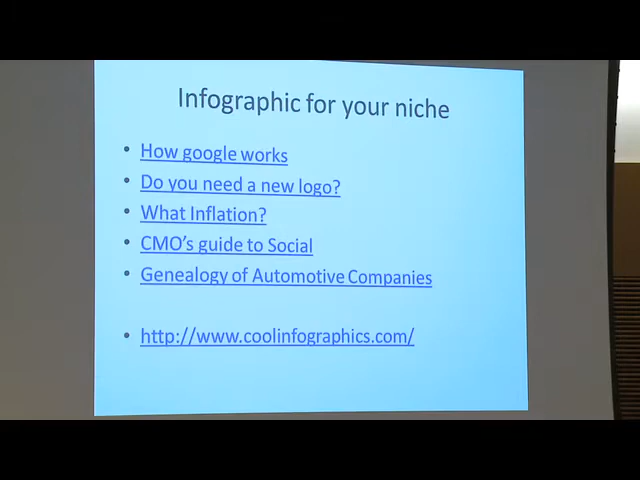 Infographic for your niche
• How google works
• Do you need a new logo?
• What Inflation?
• CMO's guide to Social
• Genealogy of Automotive Companies
• http://www.coolinfographics.com/